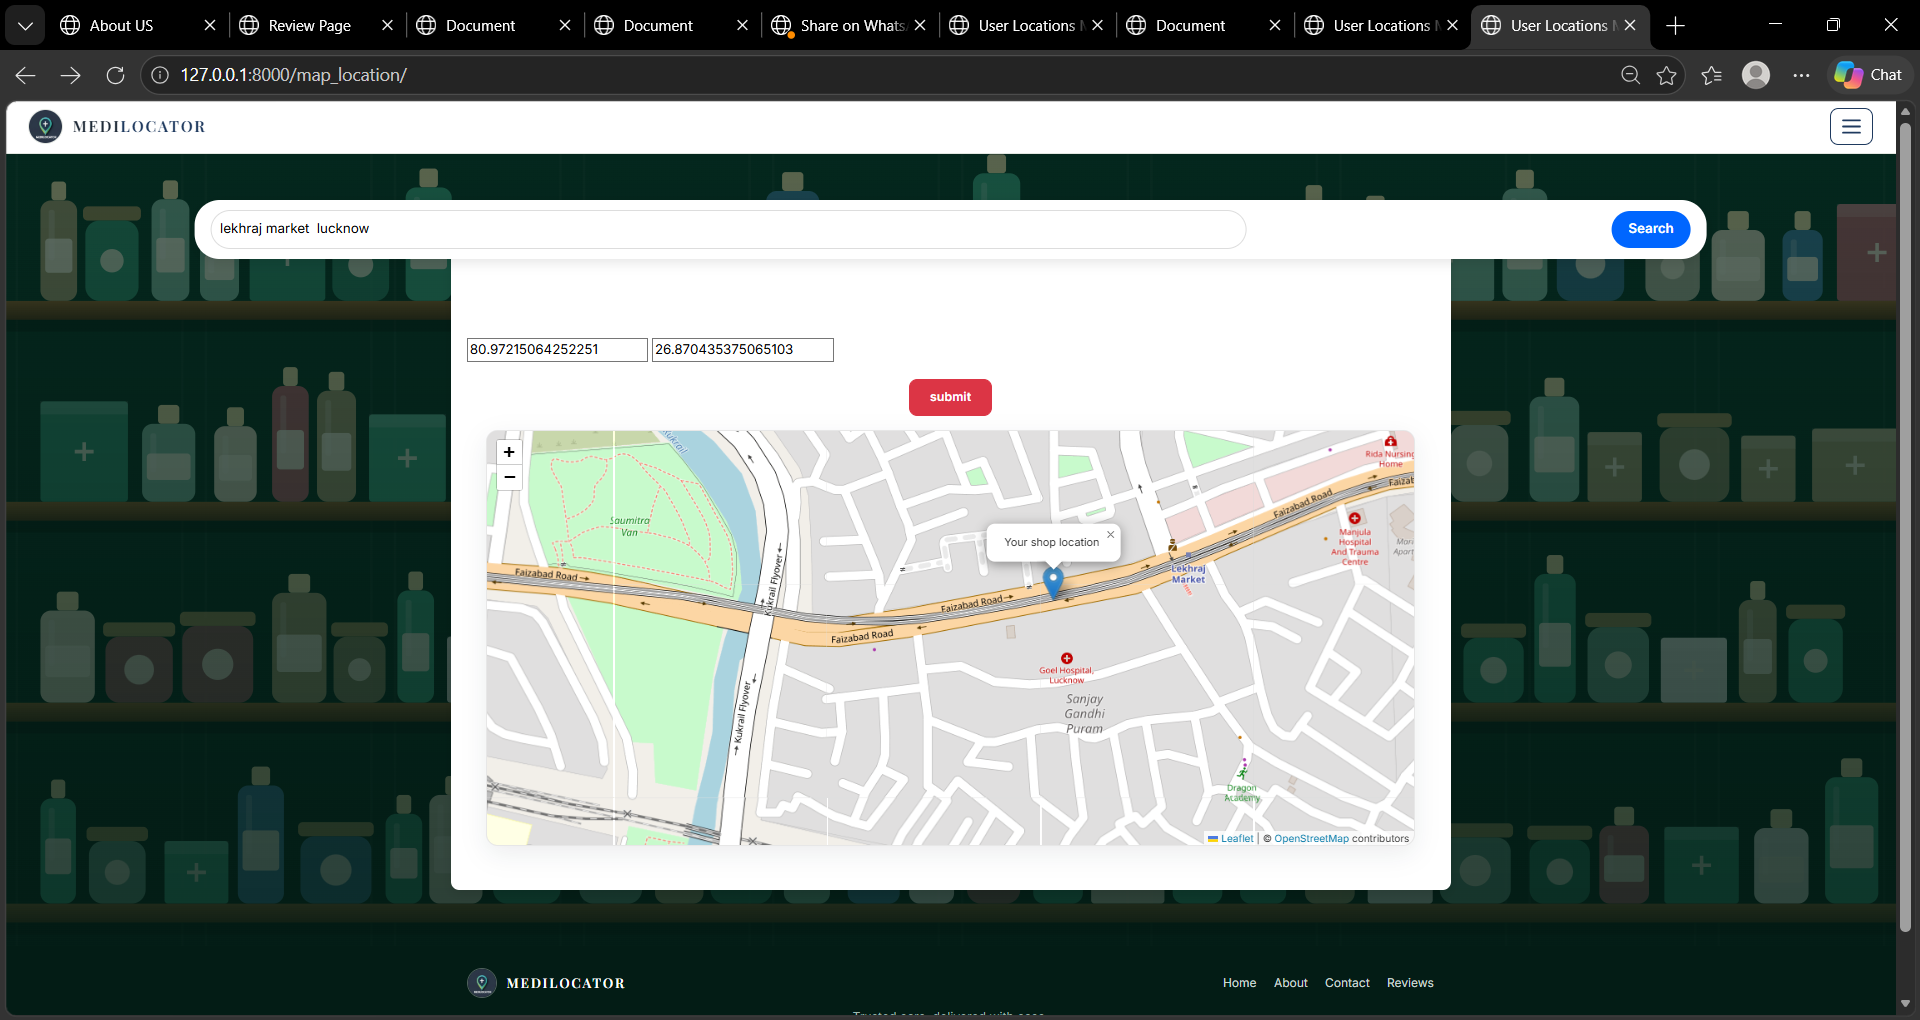 About US
Review Page
Document
Document
Share on Whats
User Locations
Document
User Locations
User Locations
127.0.0.1:8000/map_location/
Chat
MEDILOCATOR
lekhraj market  lucknow
Search
80.97215064252251
26.870435375065103
submit
+
−
Kukrail
Rida Nursing
Home
Faizabad Road
Faizab
Saumitra
Van
Manjula
Hospital
And Trauma
Centre
Your shop location
Lekhraj
Market
Faizabad Road
Kukrail Flyover
Faizabad Road
Faizabad Road
Goel Hospital,
Lucknow
Sanjay
Gandhi
Puram
Kukrail Flyover
Dragon
Academy
Leaflet | © OpenStreetMap contributors
MEDILOCATOR
Home
About
Contact
Reviews